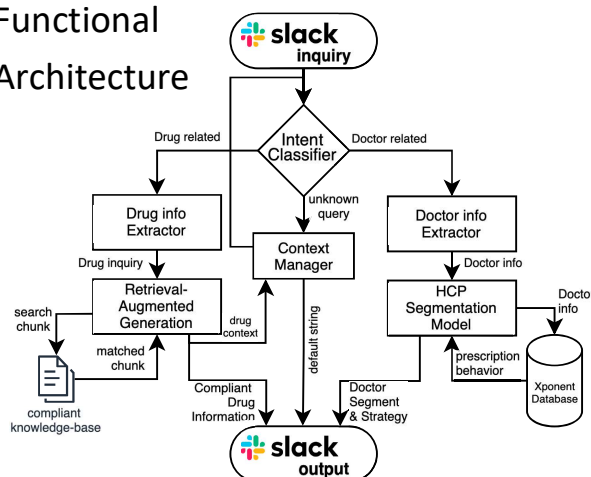 Functional
Architecture
slack
inquiry
Drug related
Intent
Classifier
Doctor related
unknown
query
Drug info
Extractor
Context
Manager
Doctor info
Extractor
Drug inquiry
Doctor info
Retrieval-
Augmented
Generation
HCP
Segmentation
Model
search
chunk
matched
chunk
drug
context
default string
Docto
info
prescription
behavior
Xponent
Database
compliant
knowledge-base
Compliant
Drug
Information
Doctor
Segment
& Strategy
slack
output